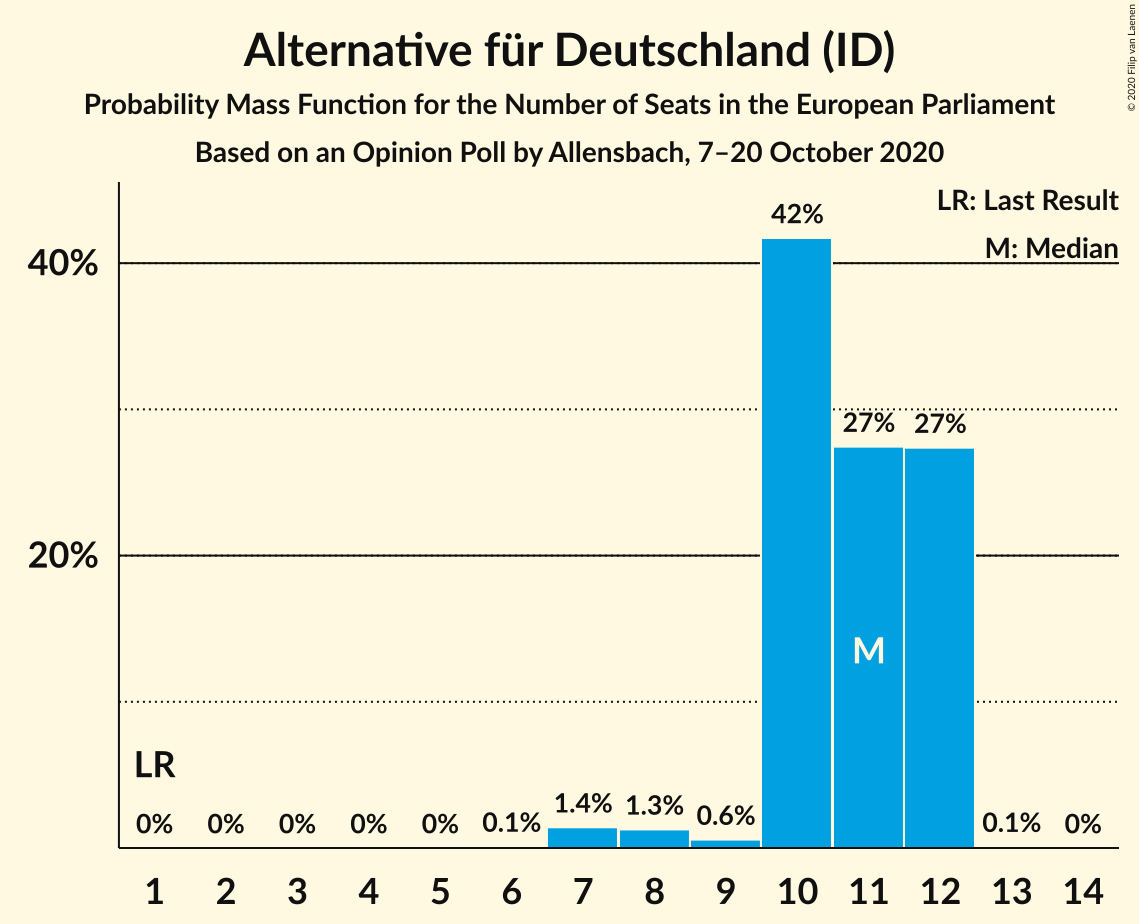 Alternative für Deutschland (ID)
Probability Mass Function for the Number of Seats in the European Parliament
Based on an Opinion Poll by Allensbach, 7–20 October 2020
© 2020 Filip van Laenen
LR: Last Result
M: Median
40%
20%
42%
27%
27%
M
LR
0%
0%
0%
0%
0%
0.1%
1.4%
1.3%
0.6%
0.1%
0%
1 2 3 4 5 6 7 8 9 10 11 12 13 14